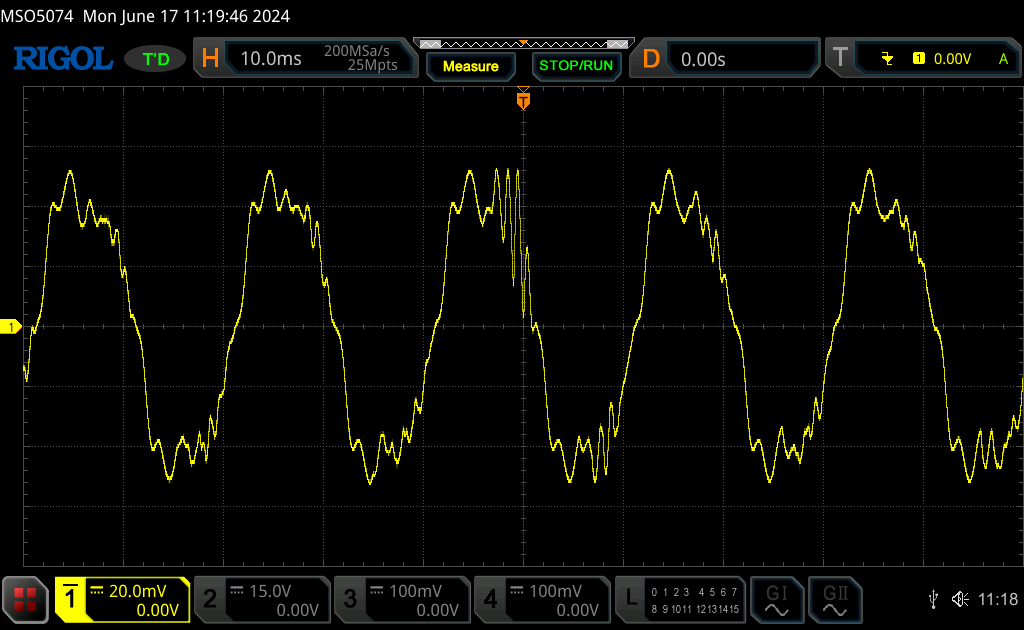 MSO5074 Mon June 17 11:19:46 2024
RIGOL T'D H 10.0ms 200MSa/s 25Mpts Measure STOP/RUN D 0.00s T 1 0.00V A
T
1
1 20.0mV 0.00V 2 15.0V 0.00V 3 100mV 0.00V 4 100mV 0.00V L 0 1 2 3 4 5 6 7 8 9 10 11 12 13 14 15 GI GII 11:18